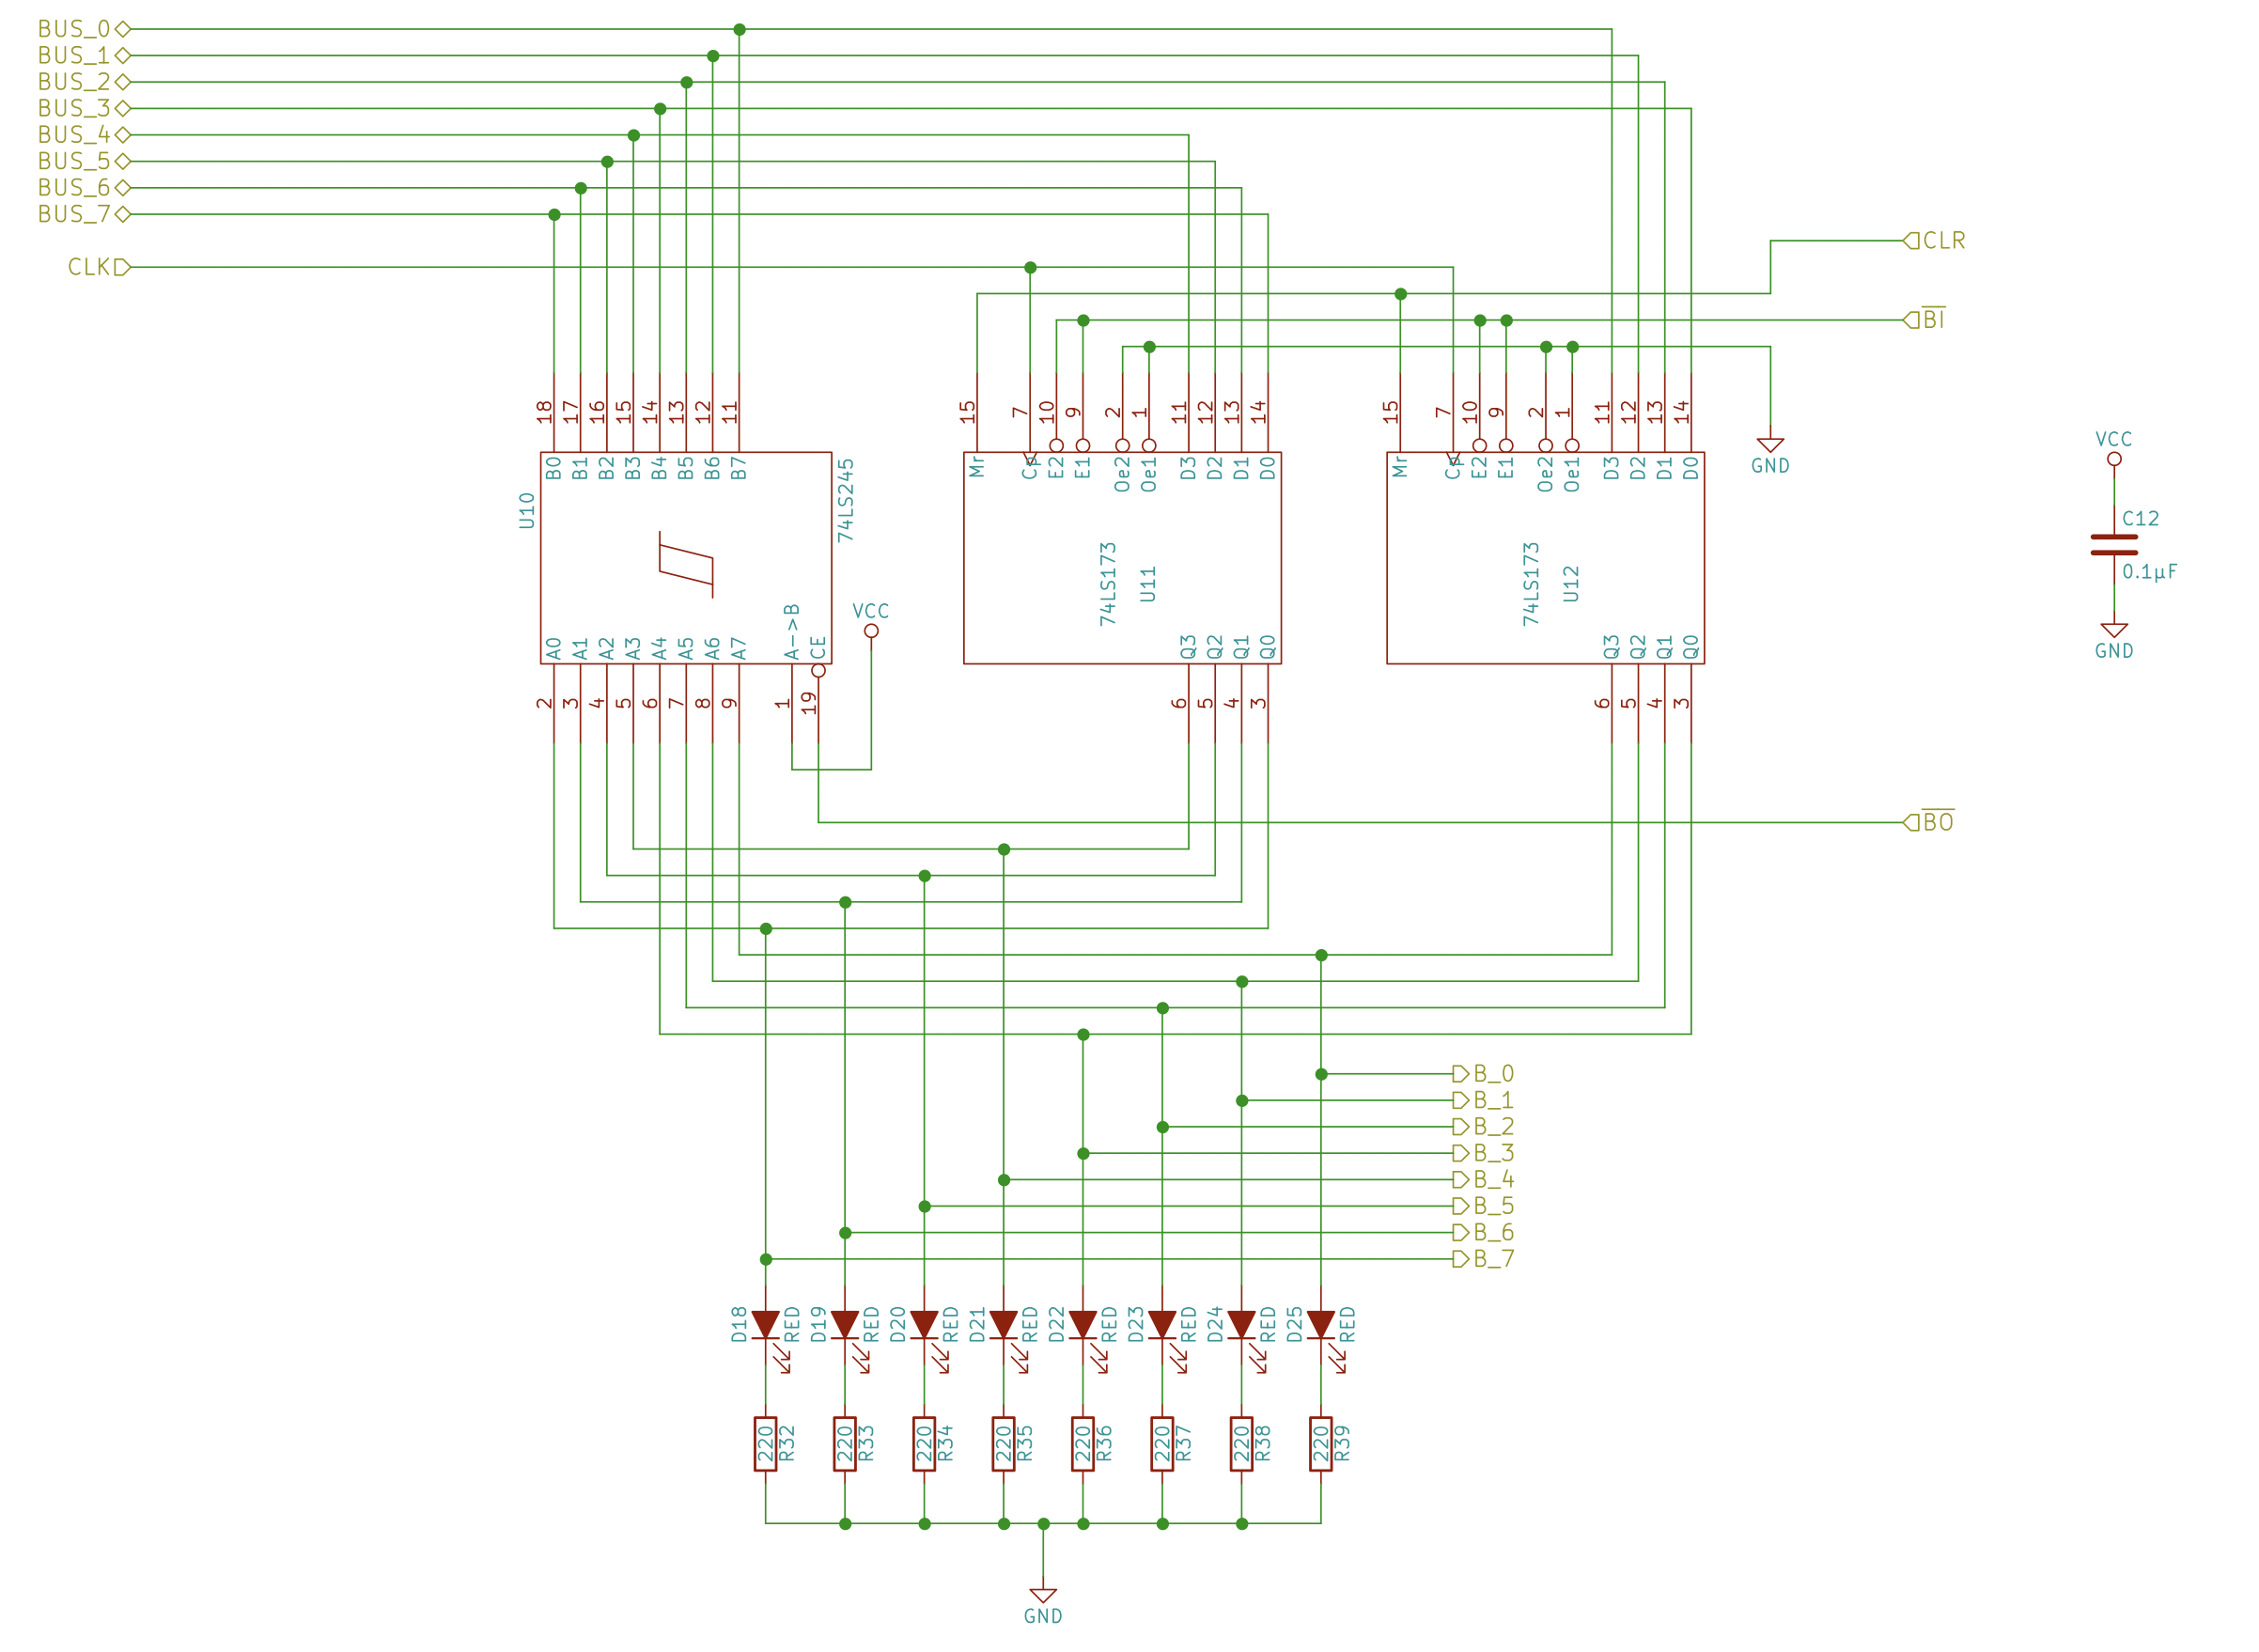 BUS_0
BUS_1
BUS_2
BUS_3
BUS_4
BUS_5
BUS_6
BUS_7
CLK
CLR
BI
18 17 16 15 14 13 12 11
15 7 10 9 2 1 11 12 13 14
15 7 10 9 2 1 11 12 13 14
GND
VCC
U10
B0 B1 B2 B3 B4 B5 B6 B7
74LS245
Mr Cp E2 E1 Oe2 Oe1 D3 D2 D1 D0
74LS173
U11
Mr Cp E2 E1 Oe2 Oe1 D3 D2 D1 D0
74LS173
U12
C12
0.1µF
GND
VCC
A0 A1 A2 A3 A4 A5 A6 A7 A->B CE
Q3 Q2 Q1 Q0
Q3 Q2 Q1 Q0
2 3 4 5 6 7 8 9 1 19
6 5 4 3
6 5 4 3
BO
B_0
B_1
B_2
B_3
B_4
B_5
B_6
B_7
D18 RED D19 RED D20 RED D21 RED D22 RED D23 RED D24 RED D25 RED
220 R32 220 R33 220 R34 220 R35 220 R36 220 R37 220 R38 220 R39
GND